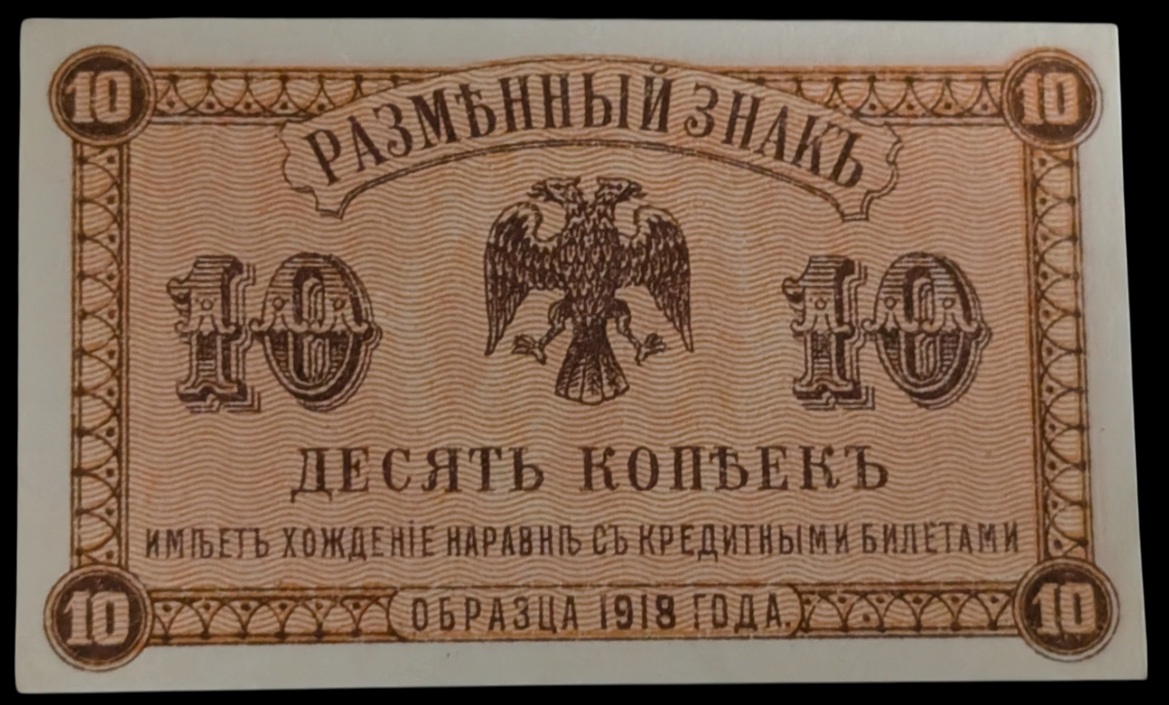 10 10
РАЗМѢННЫЙ ЗНАКЪ
10 10
ДЕСЯТЬ КОПѢЕКЪ
ИМѢЕТЪ ХОЖДЕНІЕ НАРАВНѢ СЪ КРЕДИТНЫМИ БИЛЕТАМИ
10 ОБРАЗЦА 1918 ГОДА. 10